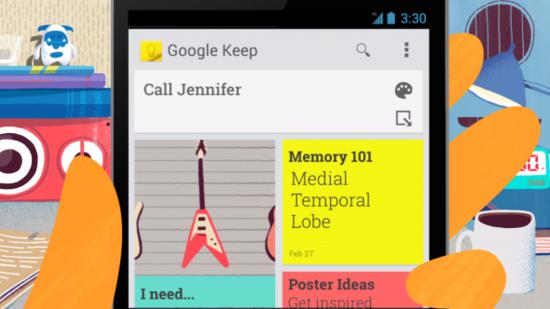 3:30
Google Keep
Call Jennifer
Memory 101
Medial
Temporal
Lobe
Feb 27
I need...
Poster Ideas
Get inspired